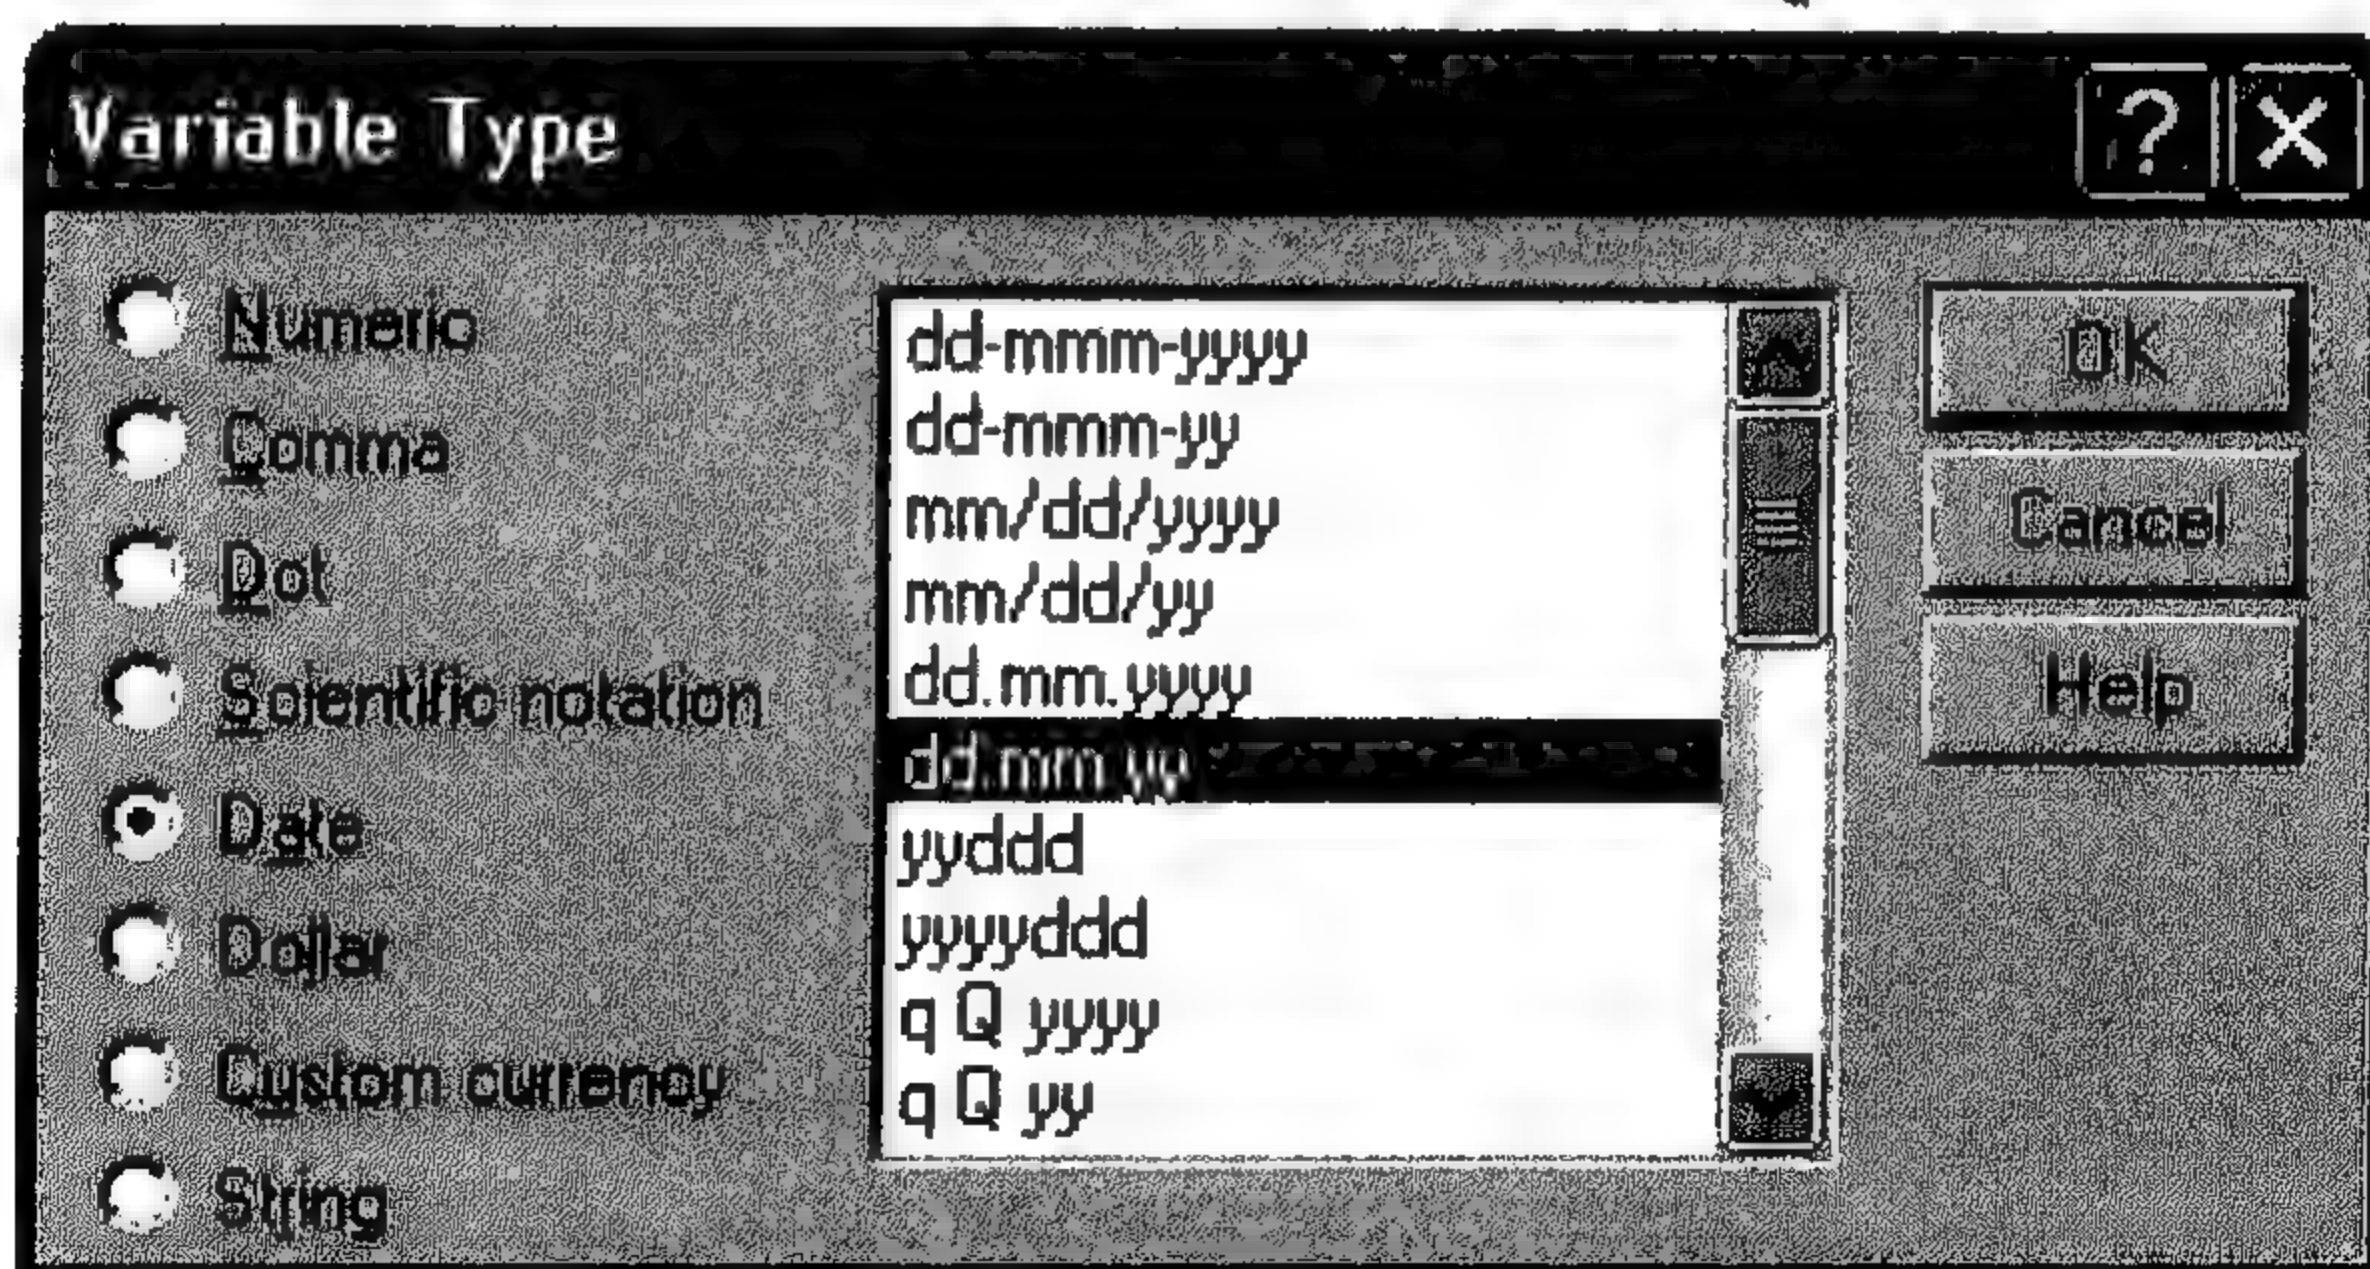 Variable Type
Numeric
Comma
Dot
Scientific notation
Date
Dollar
Custom currency
String
dd-mmm-yyyy
dd-mmm-yy
mm/dd/yyyy
mm/dd/yy
dd.mm.yyyy
dd.mm.yy
yyddd
yyyyddd
q Q yyyy
q Q yy
OK
Cancel
Help